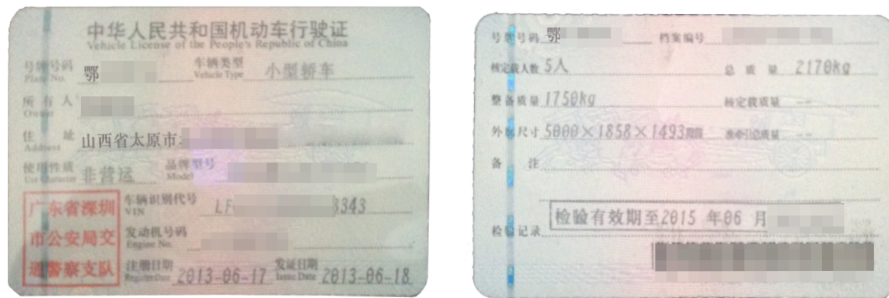 中华人民共和国机动车行驶证
Vehicle License of the People's Republic of China
号牌号码 鄂 车辆类型 小型轿车
Plate No. Vehicle Type
所有人
Owner
住址 山西省太原市
Address
使用性质 非营运 品牌型号
Use Character Model
广东省深圳
市公安局交
通警察支队
车辆识别代号 LF 3343
VIN
发动机号码
Engine No.
注册日期 2013-06-17 发证日期 2013-06-18
Register Date Issue Date
号牌号码 鄂 档案编号
核定载人数 5人 总质量 2170kg
整备质量 1750kg 核定载质量 --
外廓尺寸 5000×1858×1493mm 准牵引总质量 --
备注
检验记录 检验有效期至2015年06月